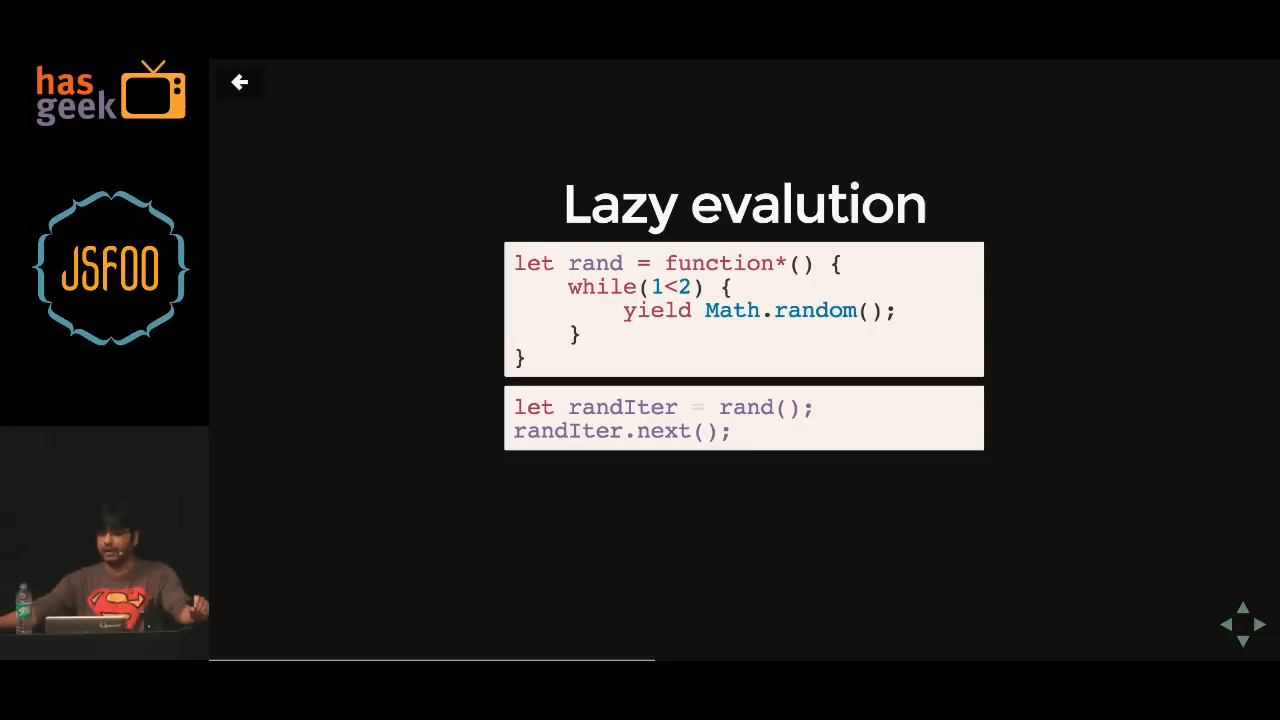 has
geek
JSFOO
Lazy evalution
let rand = function*() {
    while(1<2) {
        yield Math.random();
    }
}
let randIter = rand();
randIter.next();